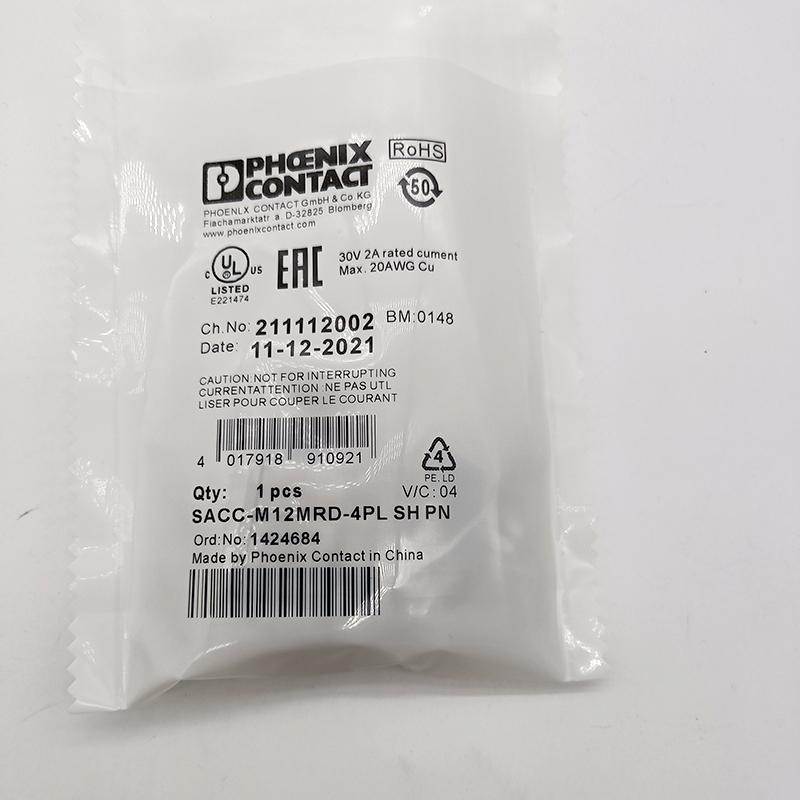 PHŒNIX
CONTACT
RoHS
50
PHOENLX CONTACT GmbH & Co. KG
Flachamarktatr a. D-32825 Blomberg
www.phoenixcontact.com
C UL US
LISTED
E221474
EAC
30V 2A rated cument
Max. 20AWG Cu
Ch.No: 211112002 BM:0148
Date: 11-12-2021
CAUTION:NOT FOR INTERRUPTING
CURRENTATTENTION :NE PAS UTL
LISER POUR COUPER LE COURANT
4 017918 910921
4
PE.LD
Qty: 1 pcs V/C:04
SACC-M12MRD-4PL SH PN
Ord:No:1424684
Made by Phoenix Contact in China